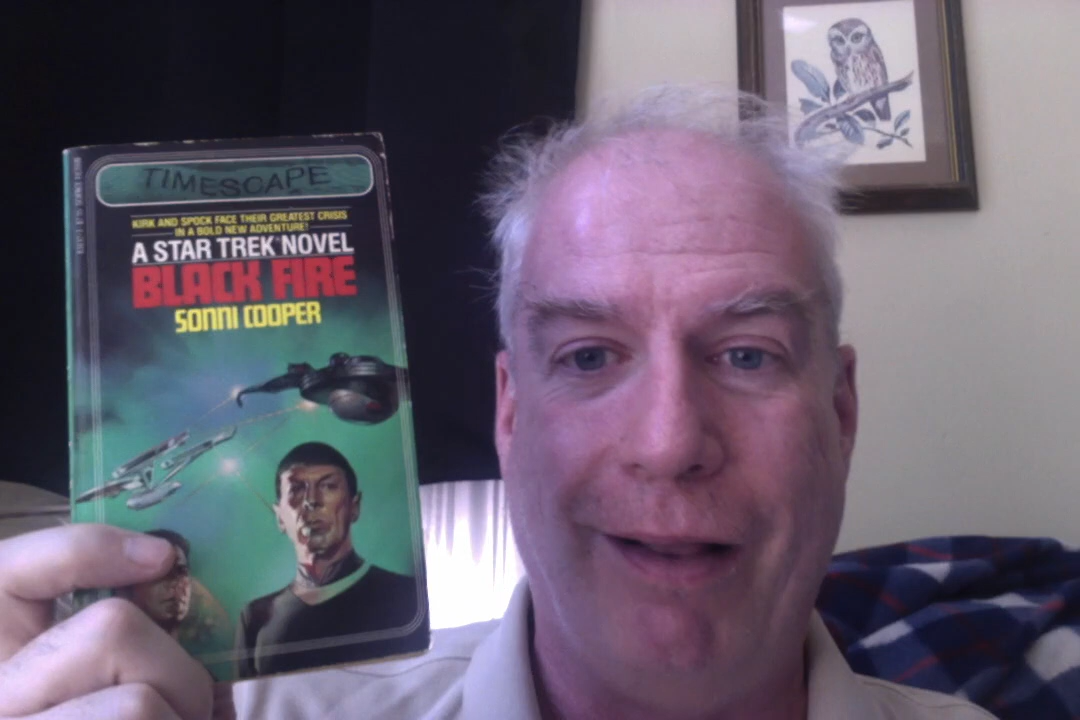 TIMESCAPE
KIRK AND SPOCK FACE THEIR GREATEST CRISIS
IN A BOLD NEW ADVENTURE!
A STAR TREK® NOVEL
BLACK FIRE
SONNI COOPER